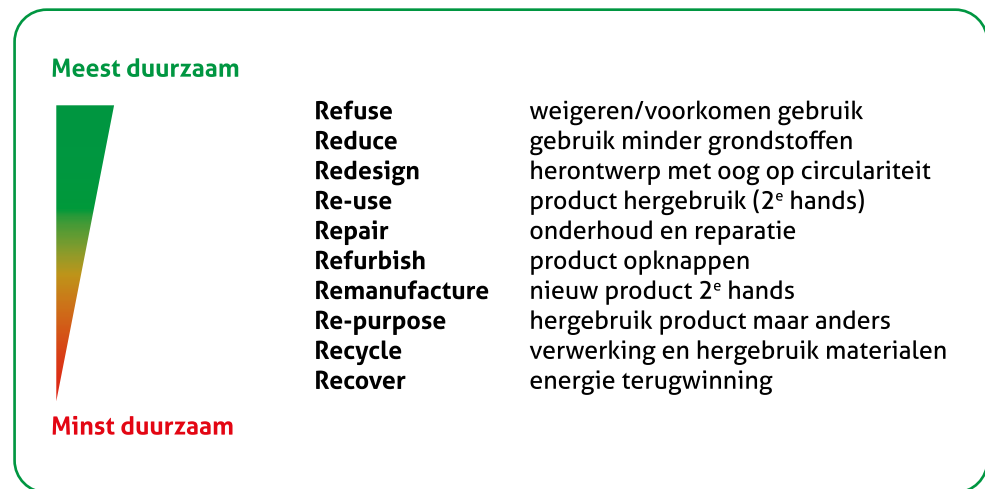 Meest duurzaam
Refuse weigeren/voorkomen gebruik
Reduce gebruik minder grondstoffen
Redesign herontwerp met oog op circulariteit
Re-use product hergebruik (2ᵉ hands)
Repair onderhoud en reparatie
Refurbish product opknappen
Remanufacture nieuw product 2ᵉ hands
Re-purpose hergebruik product maar anders
Recycle verwerking en hergebruik materialen
Recover energie terugwinning
Minst duurzaam